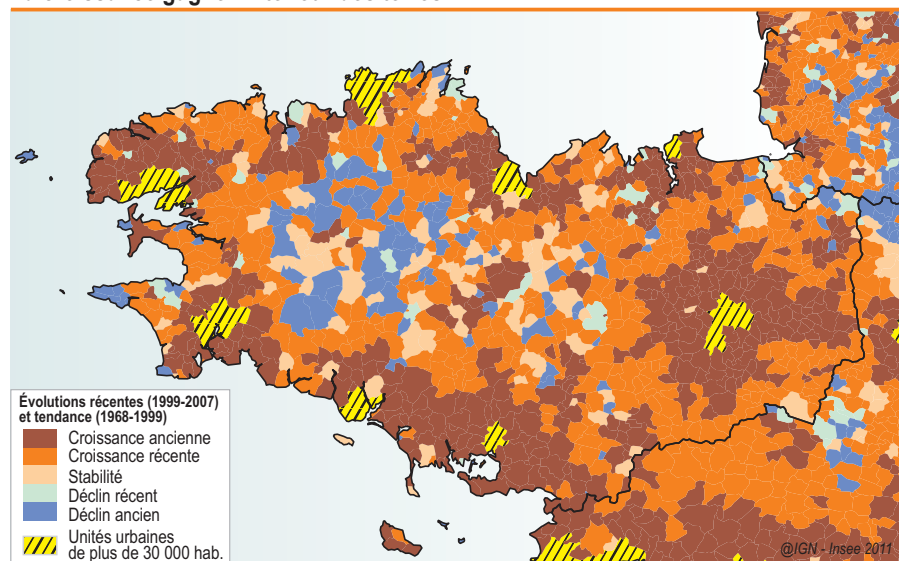 Évolutions récentes (1999-2007)
et tendance (1968-1999)
Croissance ancienne
Croissance récente
Stabilité
Déclin récent
Déclin ancien
Unités urbaines
de plus de 30 000 hab.
@IGN - Insee 2011